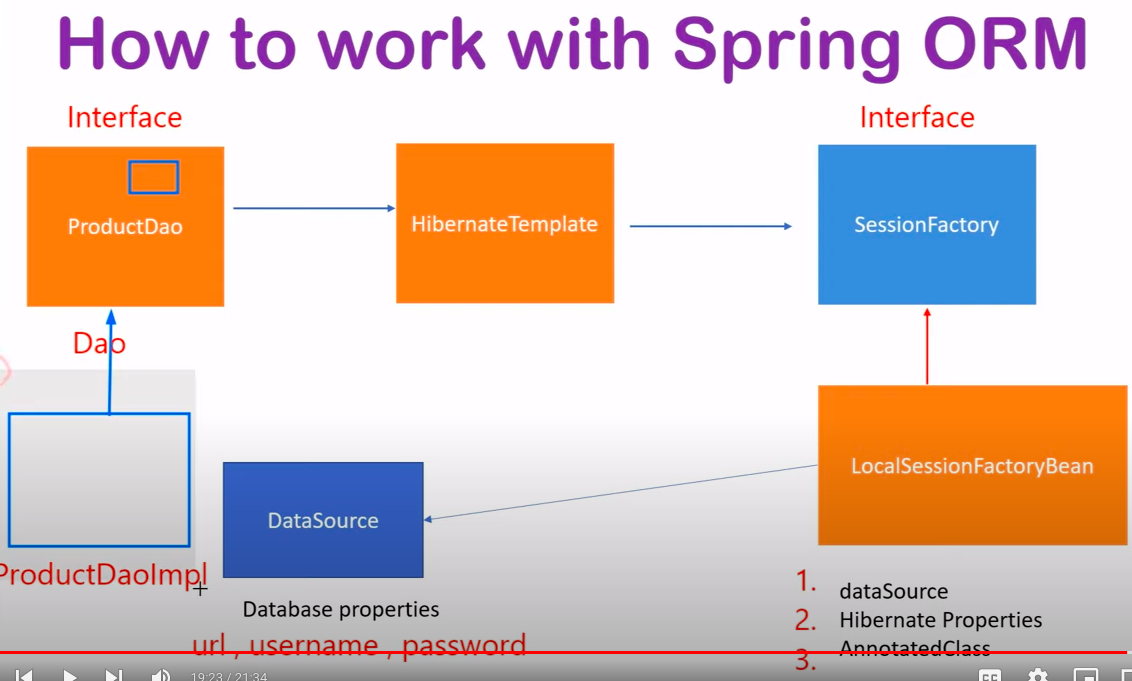 How to work with Spring ORM
Interface
Interface
ProductDao
HibernateTemplate
SessionFactory
Dao
LocalSessionFactoryBean
DataSource
ProductDaoImpl
Database properties
url , username , password
1. dataSource
2. Hibernate Properties
3. AnnotatedClass
19:23 / 21:34
CC